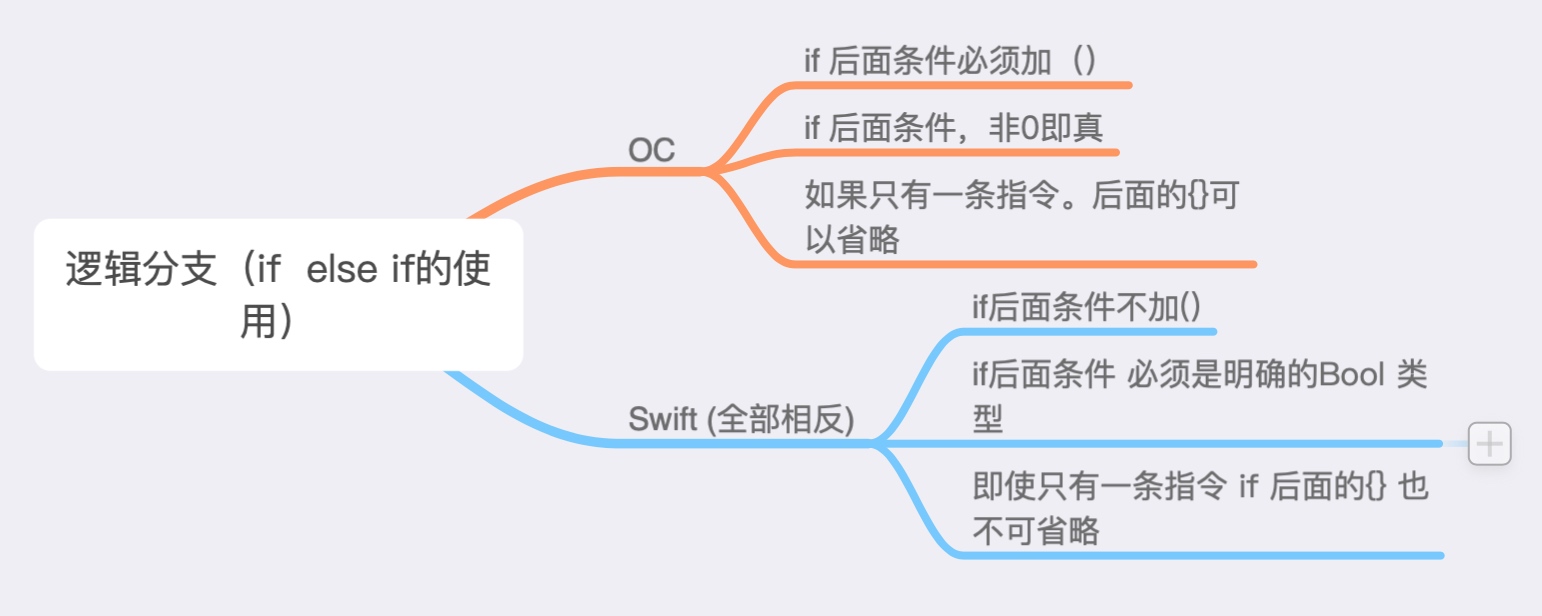 if 后面条件必须加（）
if 后面条件，非0即真
OC
如果只有一条指令。后面的{}可
以省略
逻辑分支（if  else if的使
用）
if后面条件不加()
if后面条件 必须是明确的Bool 类
型
Swift (全部相反)
即使只有一条指令 if 后面的{} 也
不可省略